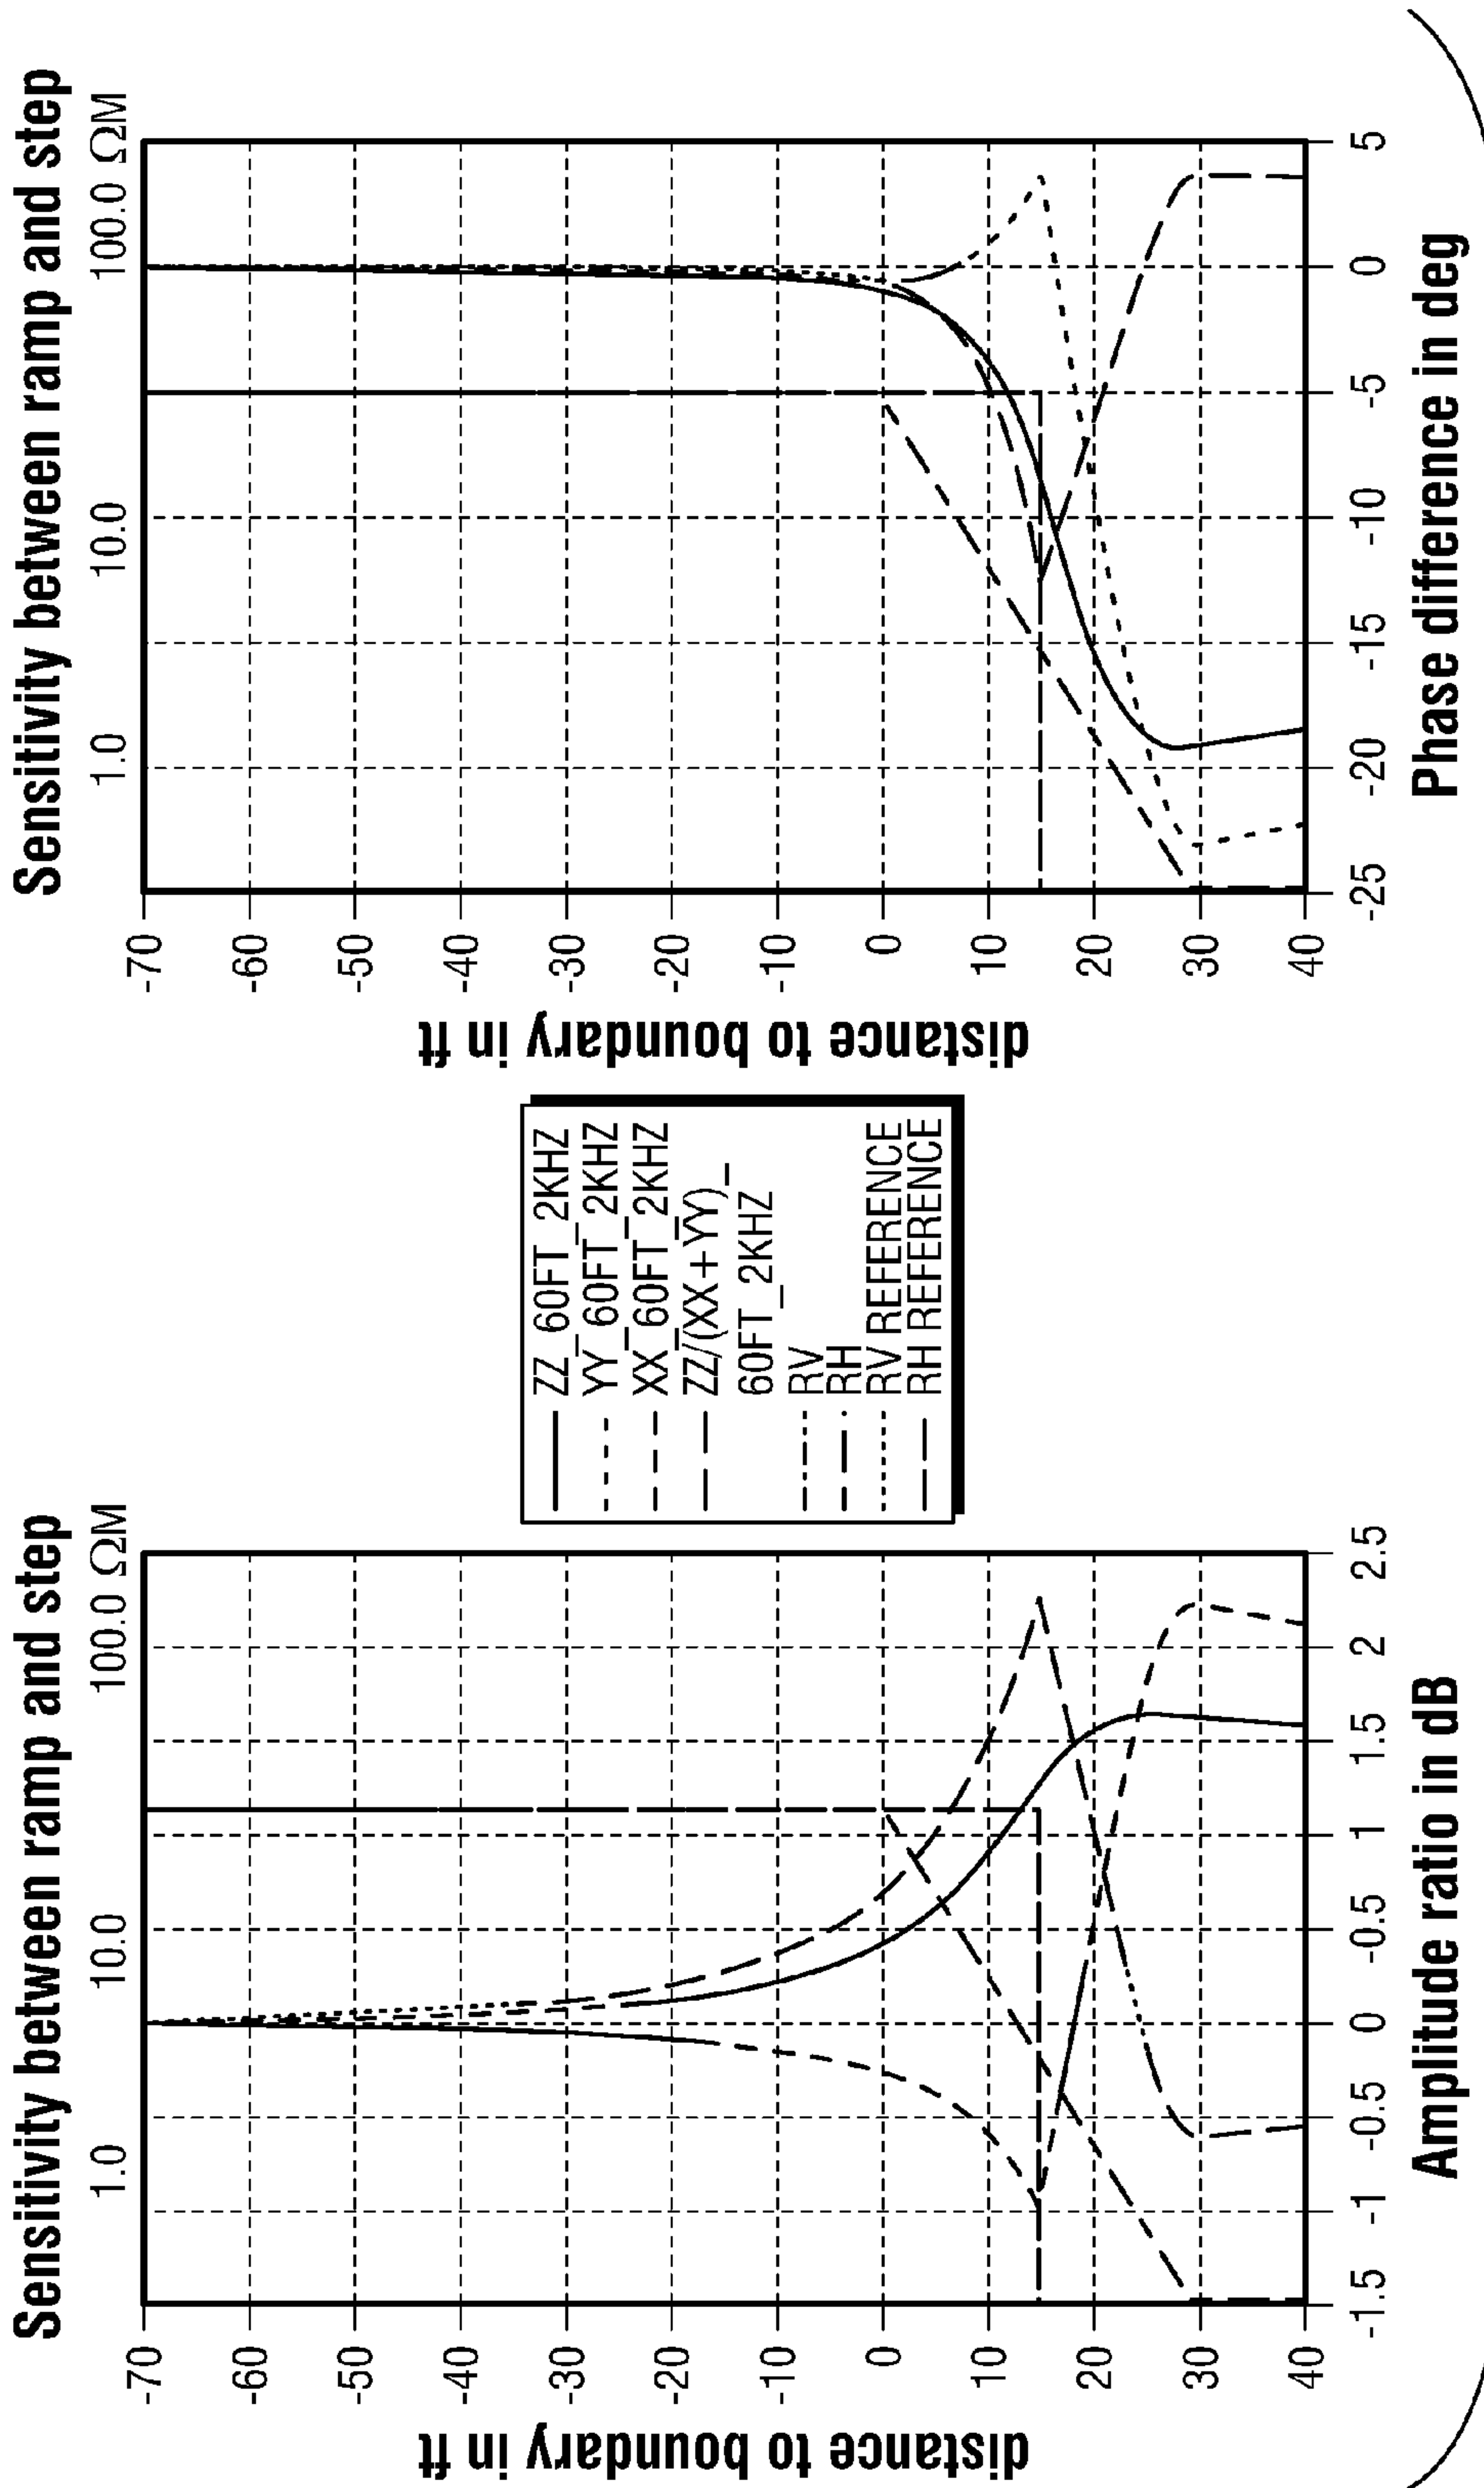 Sensitivity between ramp and step
1.0 10.0 100.0 ΩM
distance to boundary in ft
-70
-60
-50
-40
-30
-20
-10
0
10
20
30
40
-1.5 -1 -0.5 0 -0.5 1 1.5 2 2.5
Amplitude ratio in dB
ZZ_60FT_2KHZ
YY_60FT_2KHZ
XX_60FT_2KHZ
ZZ/(XX+YY)_
60FT_2KHZ
RV
RH
RV REFERENCE
RH REFERENCE
Sensitivity between ramp and step
1.0 10.0 100.0 ΩM
distance to boundary in ft
-70
-60
-50
-40
-30
-20
-10
0
10
20
30
40
-25 -20 -15 -10 -5 0 5
Phase difference in deg